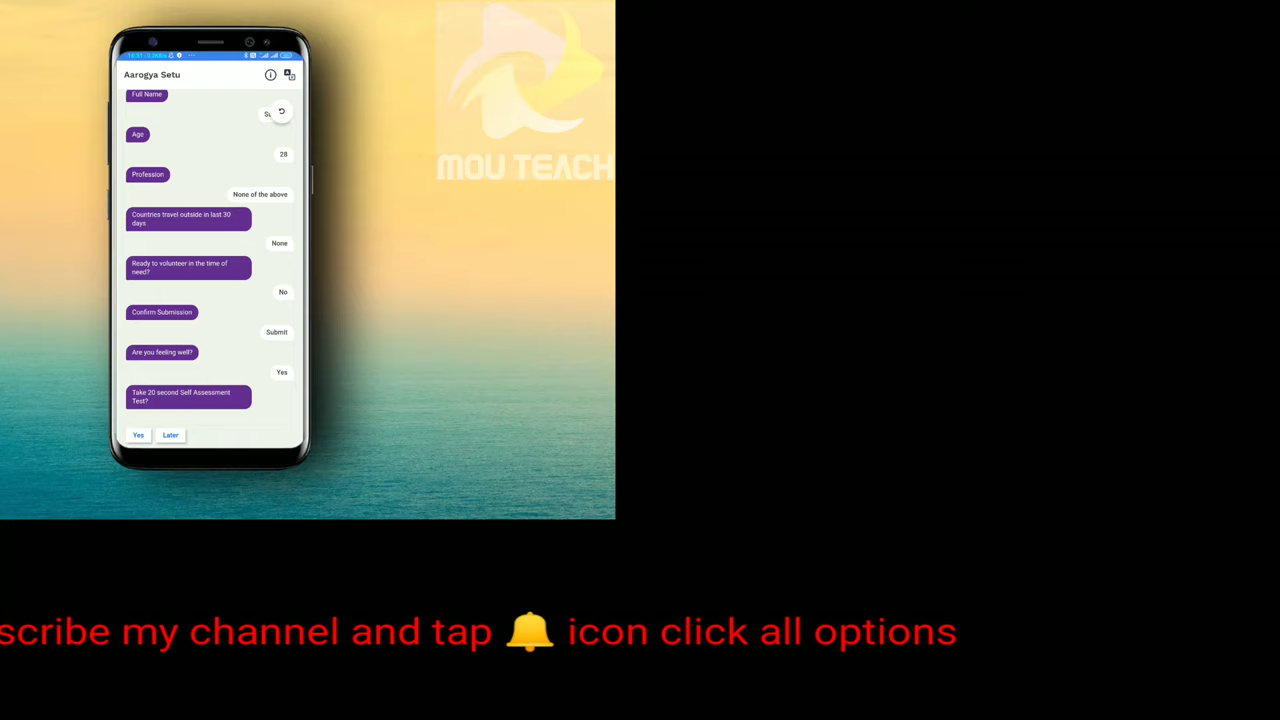 Aarogya Setu
Full Name
Age
28
Profession
None of the above
Countries travel outside in last 30
days
None
Ready to volunteer in the time of
need?
No
Confirm Submission
Submit
Are you feeling well?
Yes
Take 20 second Self Assessment
Test?
Yes
Later
MOU TEACH
scribe my channel and tap 🔔 icon click all options